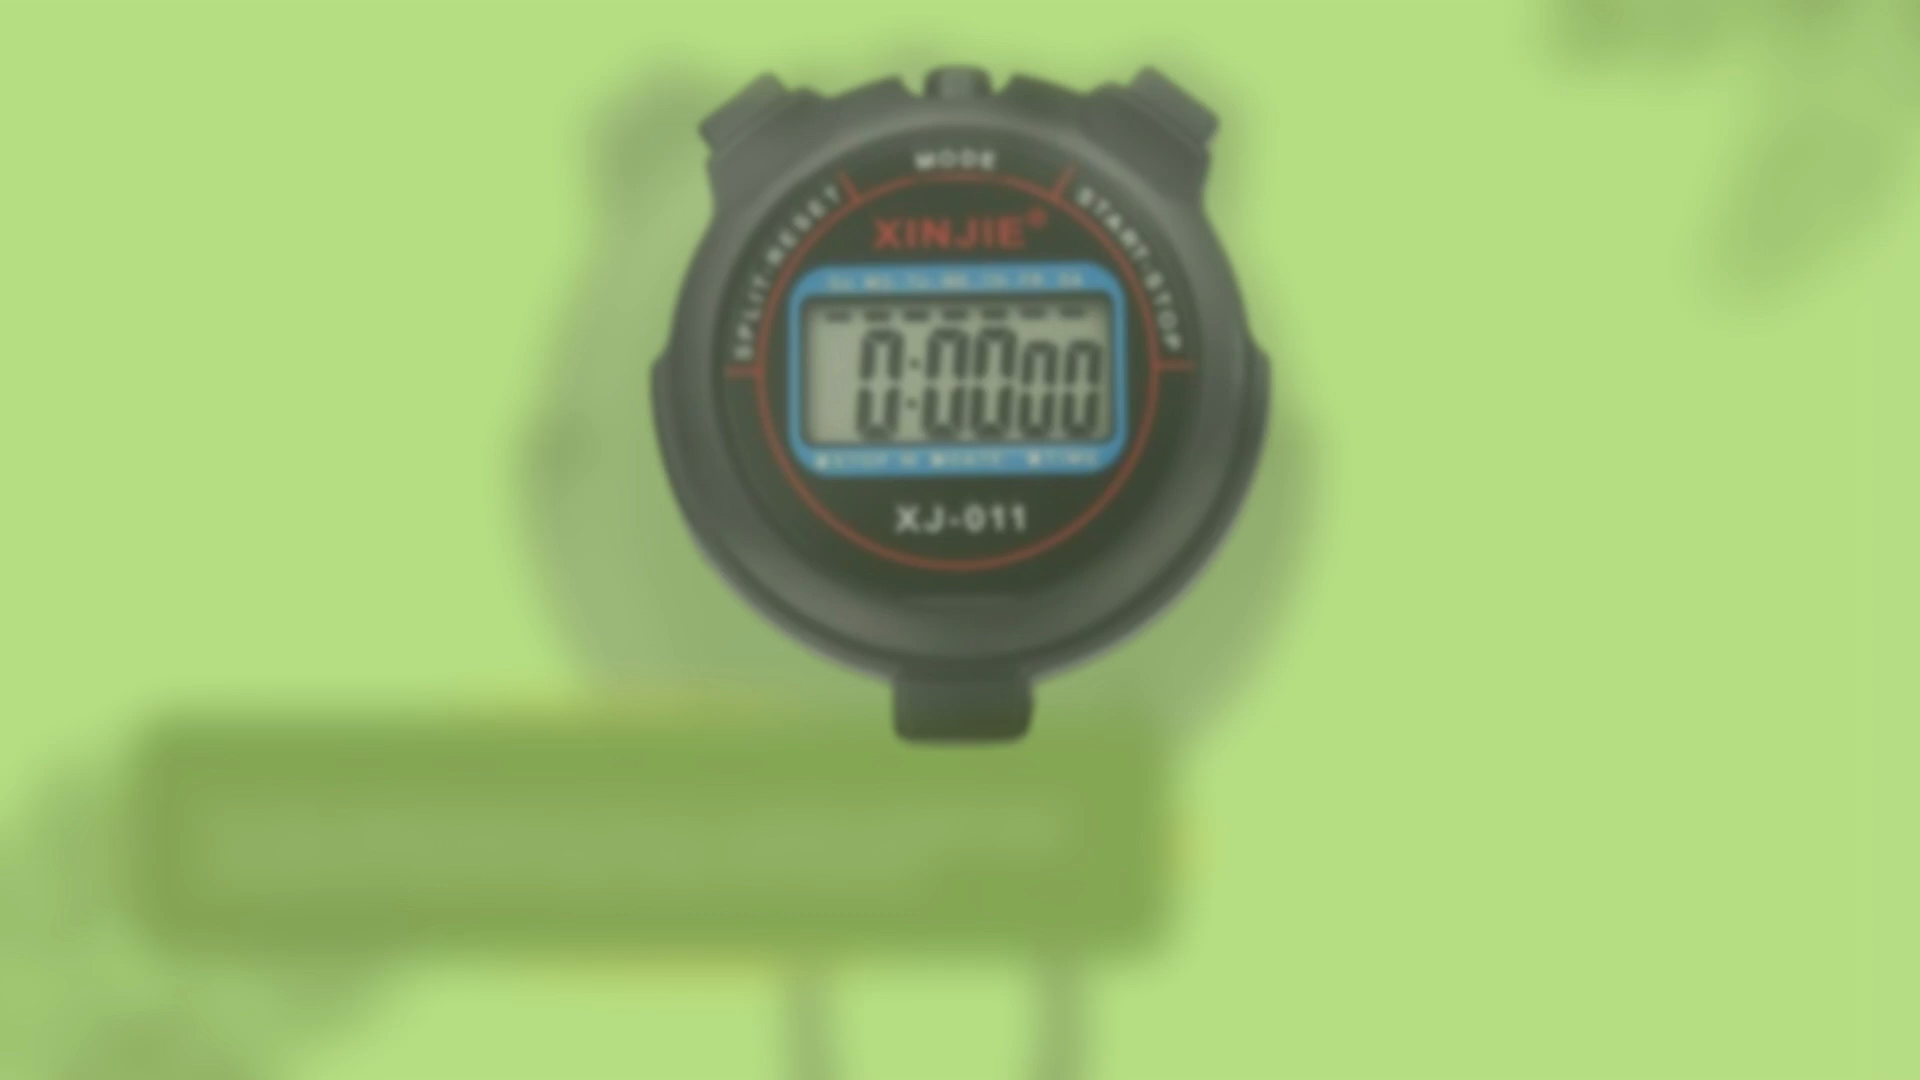 MODE
SPLIT-RESET
START-STOP
XINJIE
0:0000
XJ-011